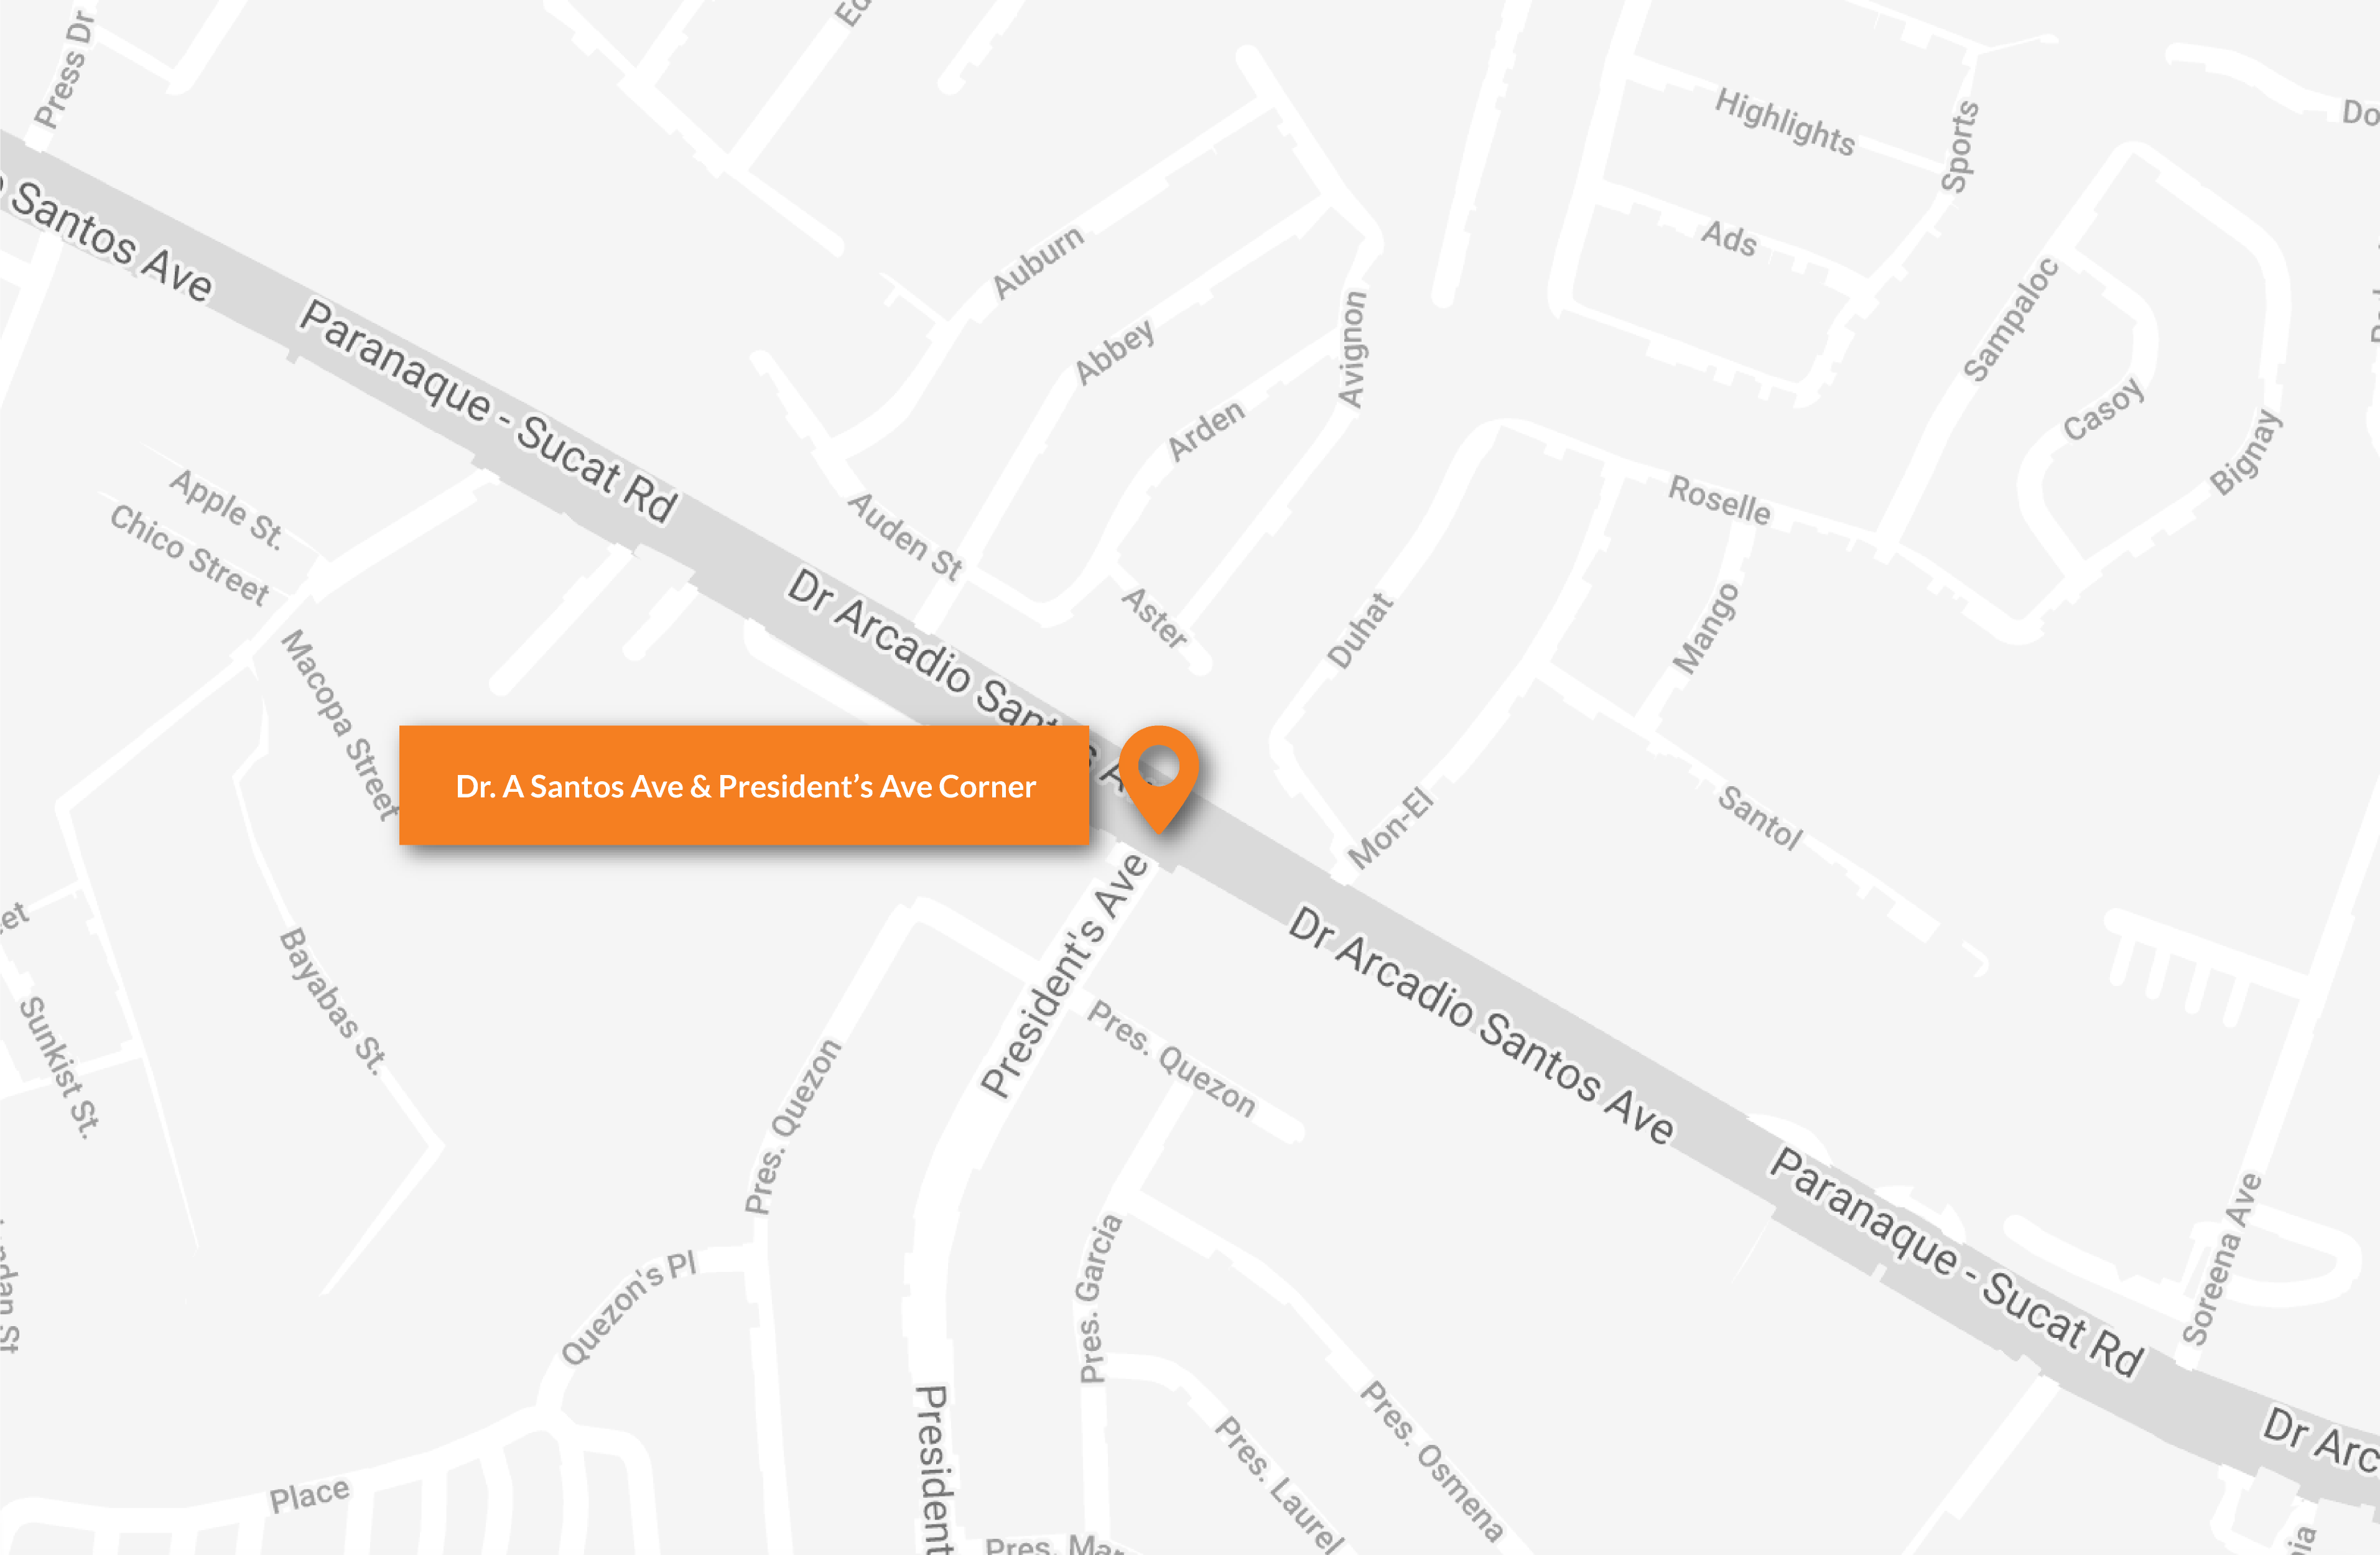 Press Dr
Highlights
Sports
Santos Ave
Auburn
Ads
Sampaloc
Paranaque - Sucat Rd
Abbey
Avignon
Arden
Casoy
Bignay
Apple St.
Chico Street
Auden St
Roselle
Aster
Duhat
Mango
Macopa Street
Dr Arcadio
Dr. A Santos Ave & President’s Ave Corner
Mon-El
Santol
President's Ave
Dr Arcadio Santos Ave
Bayabas St.
Sunkist St.
Pres. Quezon
Pres. Quezon
Paranaque - Sucat Rd
Soreena Ave
Quezon's Pl
Pres. Garcia
President
Pres. Osmena
Pres. Laurel
Dr
Place
Pres.